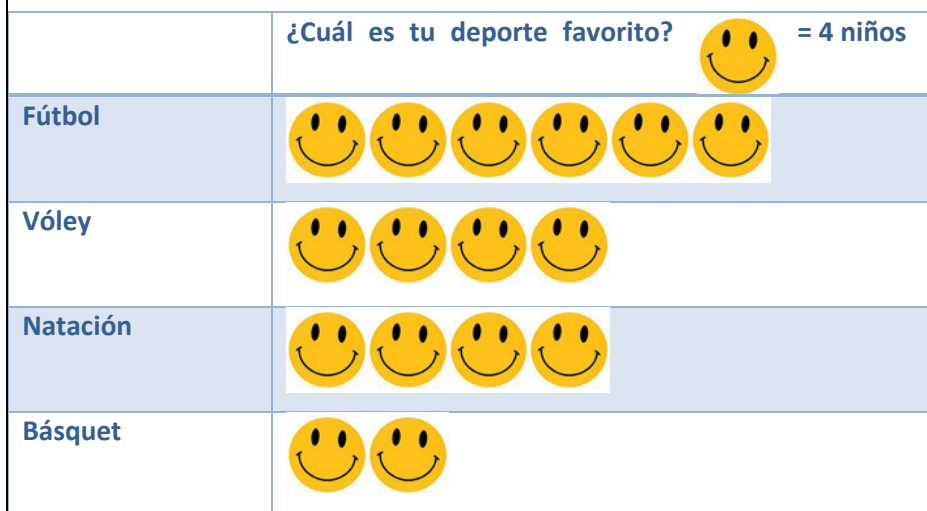 ¿Cuál es tu deporte favorito? = 4 niños
Fútbol
Vóley
Natación
Básquet